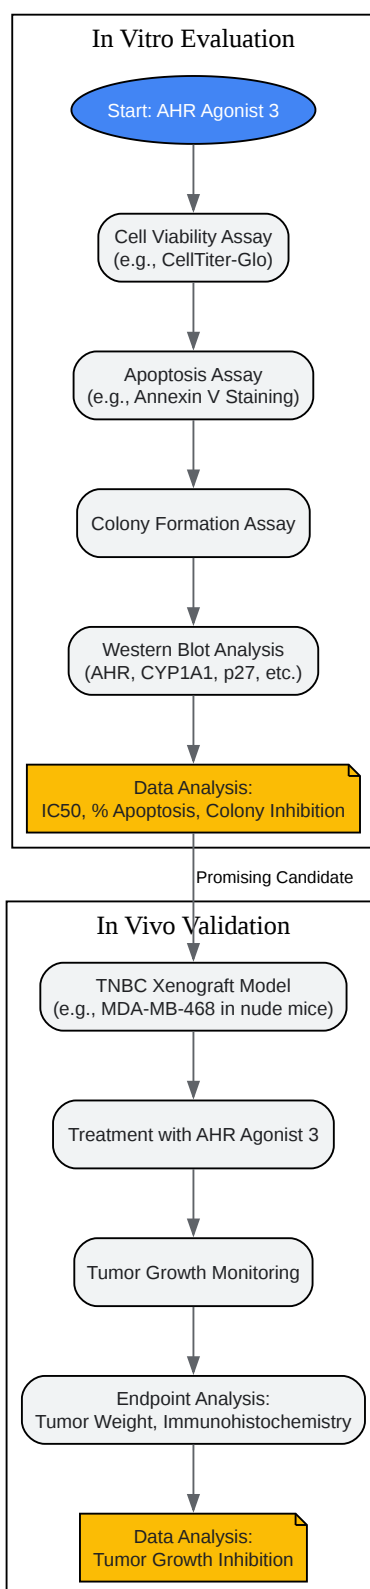 In Vitro Evaluation
Start: AHR Agonist 3
Cell Viability Assay
(e.g., CellTiter-Glo)
Apoptosis Assay
(e.g., Annexin V Staining)
Colony Formation Assay
Western Blot Analysis
(AHR, CYP1A1, p27, etc.)
Data Analysis:
IC50, % Apoptosis, Colony Inhibition
Promising Candidate
In Vivo Validation
TNBC Xenograft Model
(e.g., MDA-MB-468 in nude mice)
Treatment with AHR Agonist 3
Tumor Growth Monitoring
Endpoint Analysis:
Tumor Weight, Immunohistochemistry
Data Analysis:
Tumor Growth Inhibition